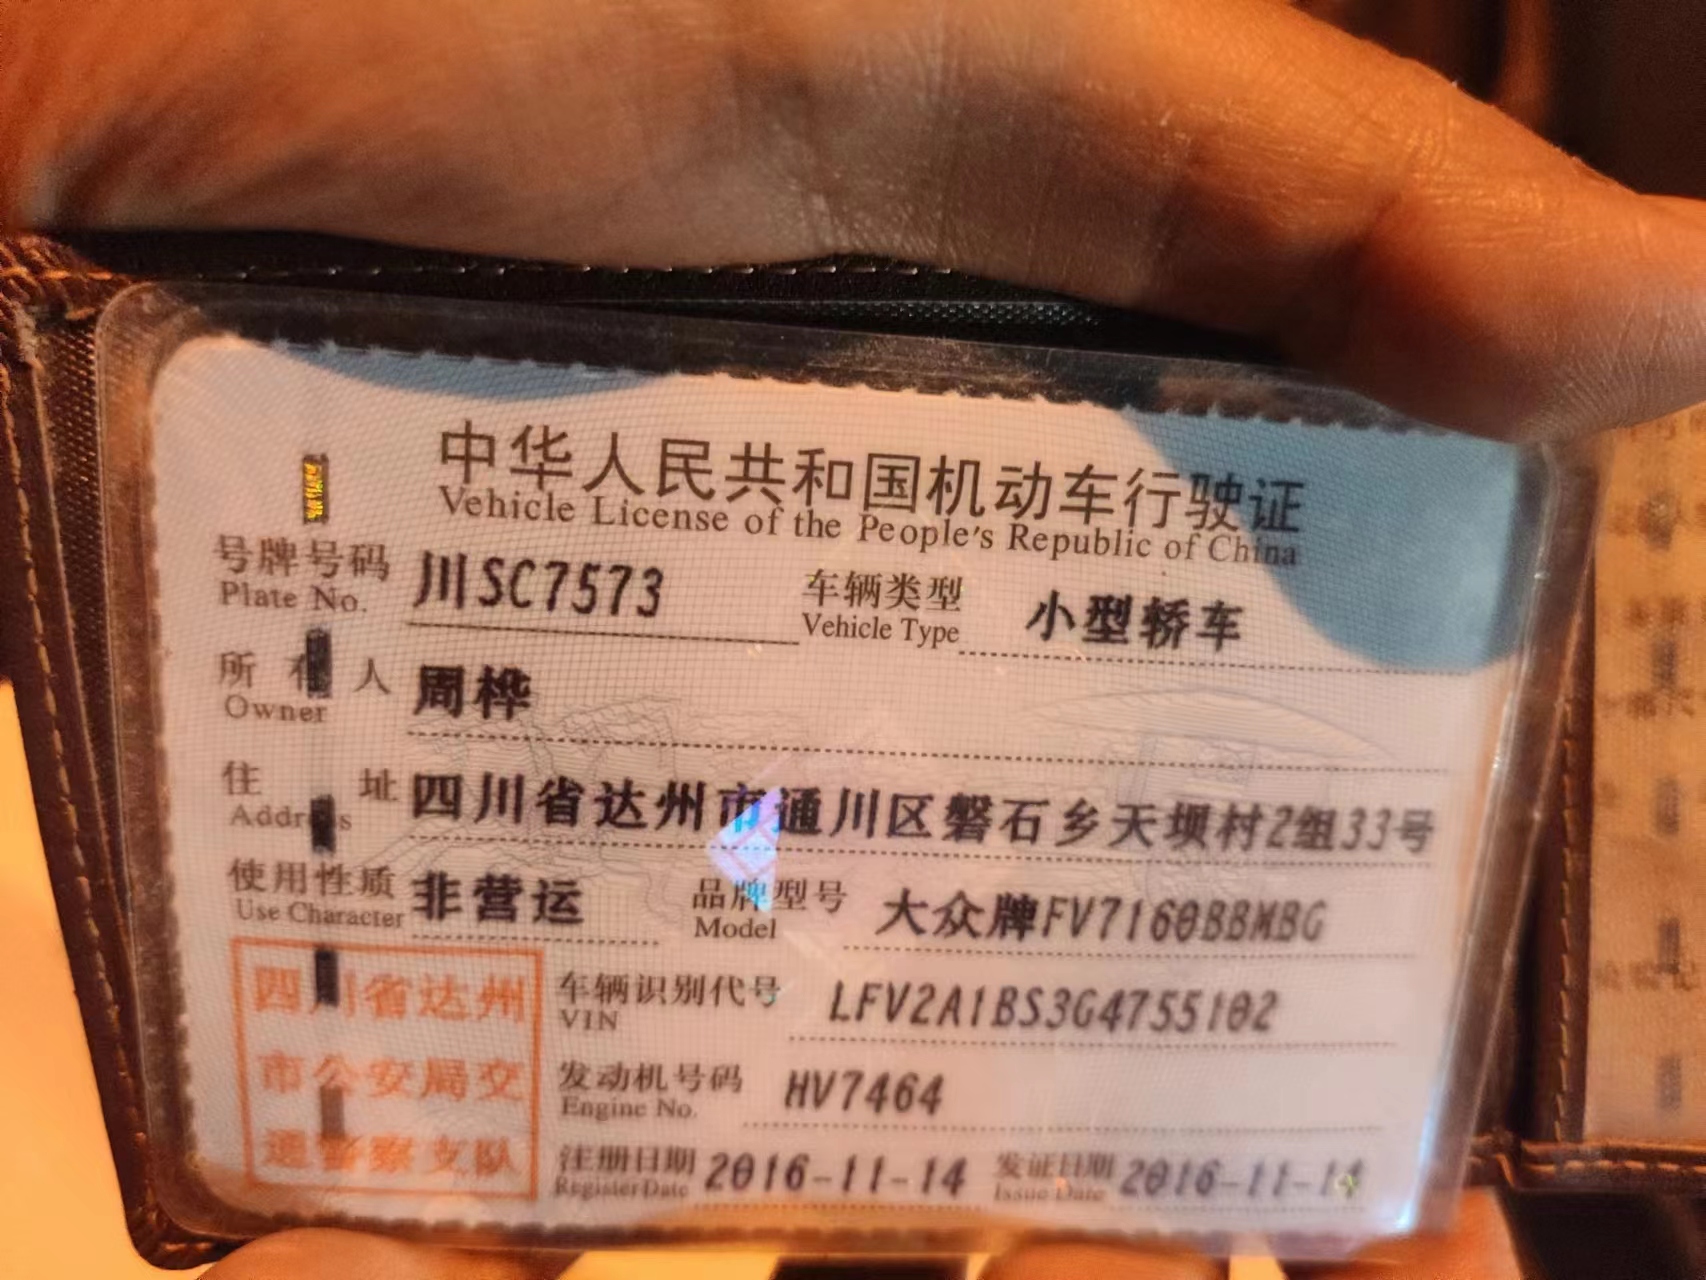 中华人民共和国机动车行驶证
Vehicle License of the People's Republic of China
号牌号码 川SC7573 车辆类型 小型轿车
Plate No. Vehicle Type
所有人 周桦
Owner
住址 四川省达州市通川区磐石乡天坝村2组33号
Address
使用性质 非营运 品牌型号 大众牌FV7160BBMBG
Use Character Model
四川省达州
市公安局交
通警察支队
车辆识别代号 LFV2A1BS3G4755102
VIN
发动机号码 HV7464
Engine No.
注册日期 2016-11-14 发证日期 2016-11-14
Register Date Issue Date